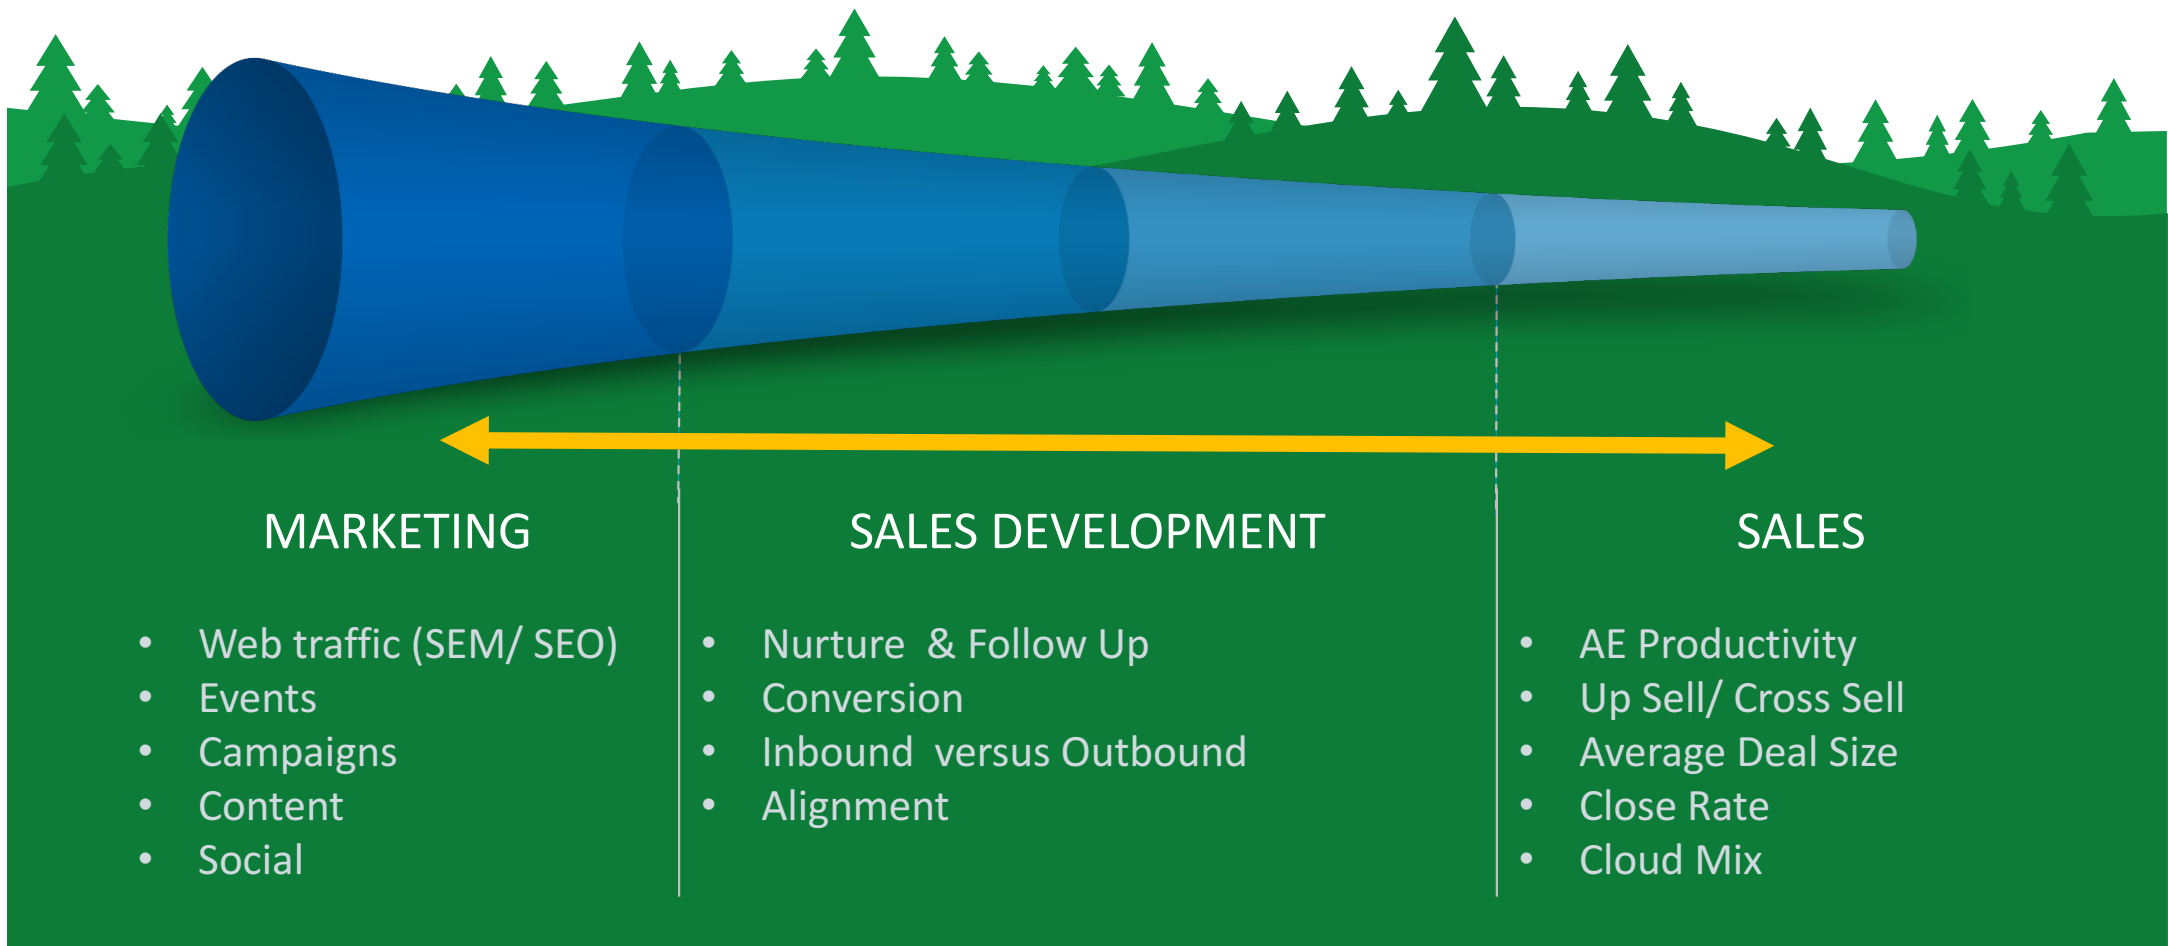 MARKETING
• Web traffic (SEM/ SEO)
• Events
• Campaigns
• Content
• Social
SALES DEVELOPMENT
• Nurture  & Follow Up
• Conversion
• Inbound  versus Outbound
• Alignment
SALES
• AE Productivity
• Up Sell/ Cross Sell
• Average Deal Size
• Close Rate
• Cloud Mix